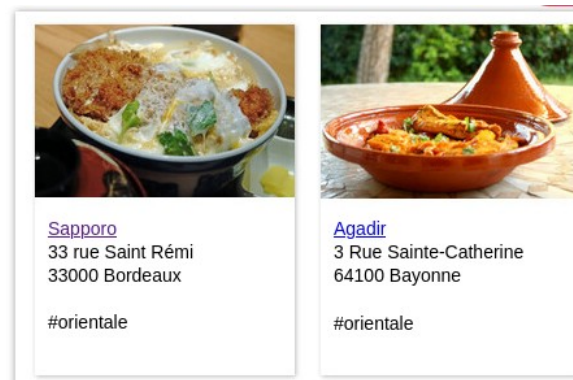 Sapporo
33 rue Saint Rémi
33000 Bordeaux
#orientale
Agadir
3 Rue Sainte-Catherine
64100 Bayonne
#orientale